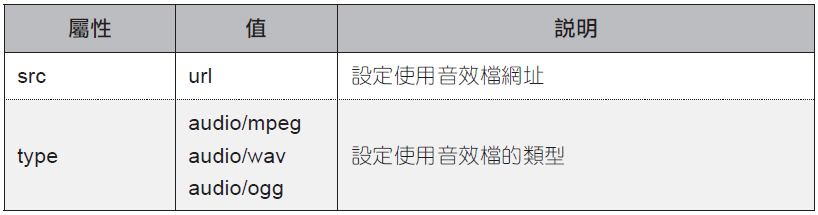 屬性 值 說明
src url 設定使用音效檔網址
audio/mpeg
type audio/wav 設定使用音效檔的類型
audio/ogg